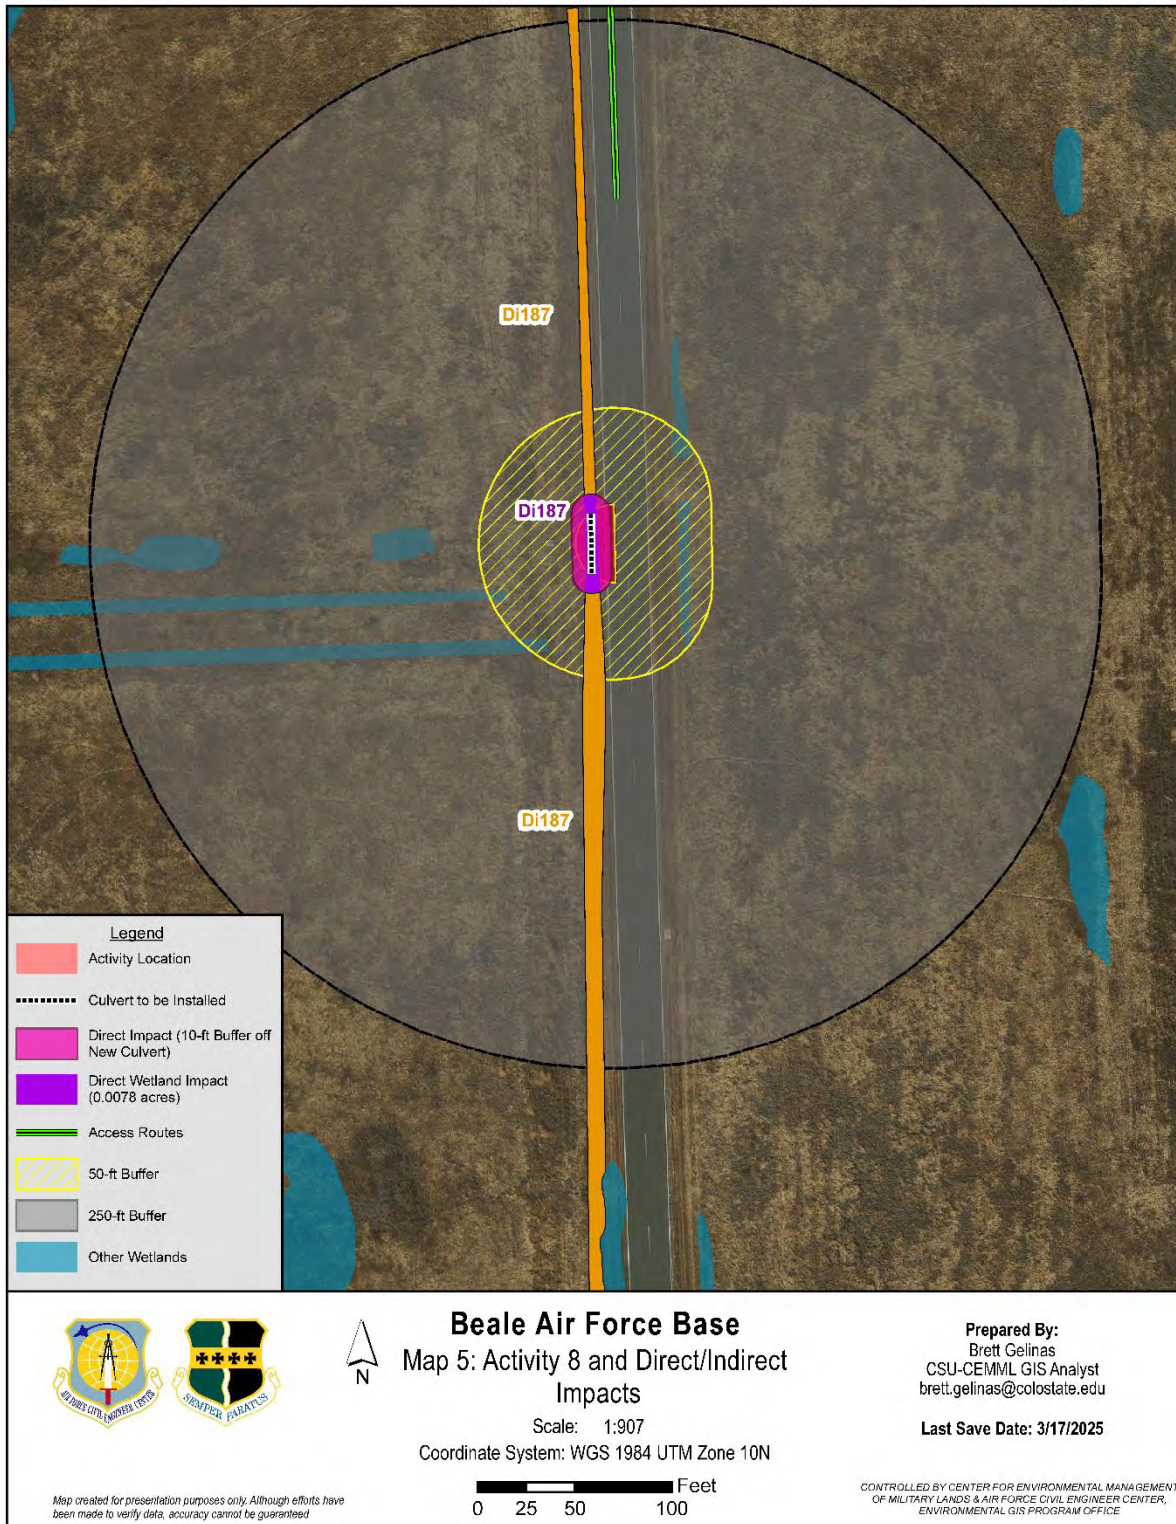 Di187
Di187
Di187
Legend
Activity Location
Culvert to be Installed
Direct Impact (10-ft Buffer off
New Culvert)
Direct Wetland Impact
(0.0078 acres)
Access Routes
50-ft Buffer
250-ft Buffer
Other Wetlands
AIR FORCE CIVIL ENGINEER CENTER
SEMPER PARATUS
N
Beale Air Force Base
Map 5: Activity 8 and Direct/Indirect
Impacts
Scale: 1:907
Coordinate System: WGS 1984 UTM Zone 10N
Feet
0 25 50 100
Prepared By:
Brett Gelinas
CSU-CEMML GIS Analyst
brett.gelinas@colostate.edu
Last Save Date: 3/17/2025
Map created for presentation purposes only. Although efforts have
been made to verify data, accuracy cannot be guaranteed
CONTROLLED BY CENTER FOR ENVIRONMENTAL MANAGEMENT
OF MILITARY LANDS & AIR FORCE CIVIL ENGINEER CENTER,
ENVIRONMENTAL GIS PROGRAM OFFICE